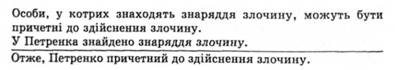 Особи, у котрих знаходять знаряддя злочину, можуть бути
причетні до здійснення злочину.
У Петренка знайдено знаряддя злочину.
Отже, Петренко причетний до здійснення злочину.